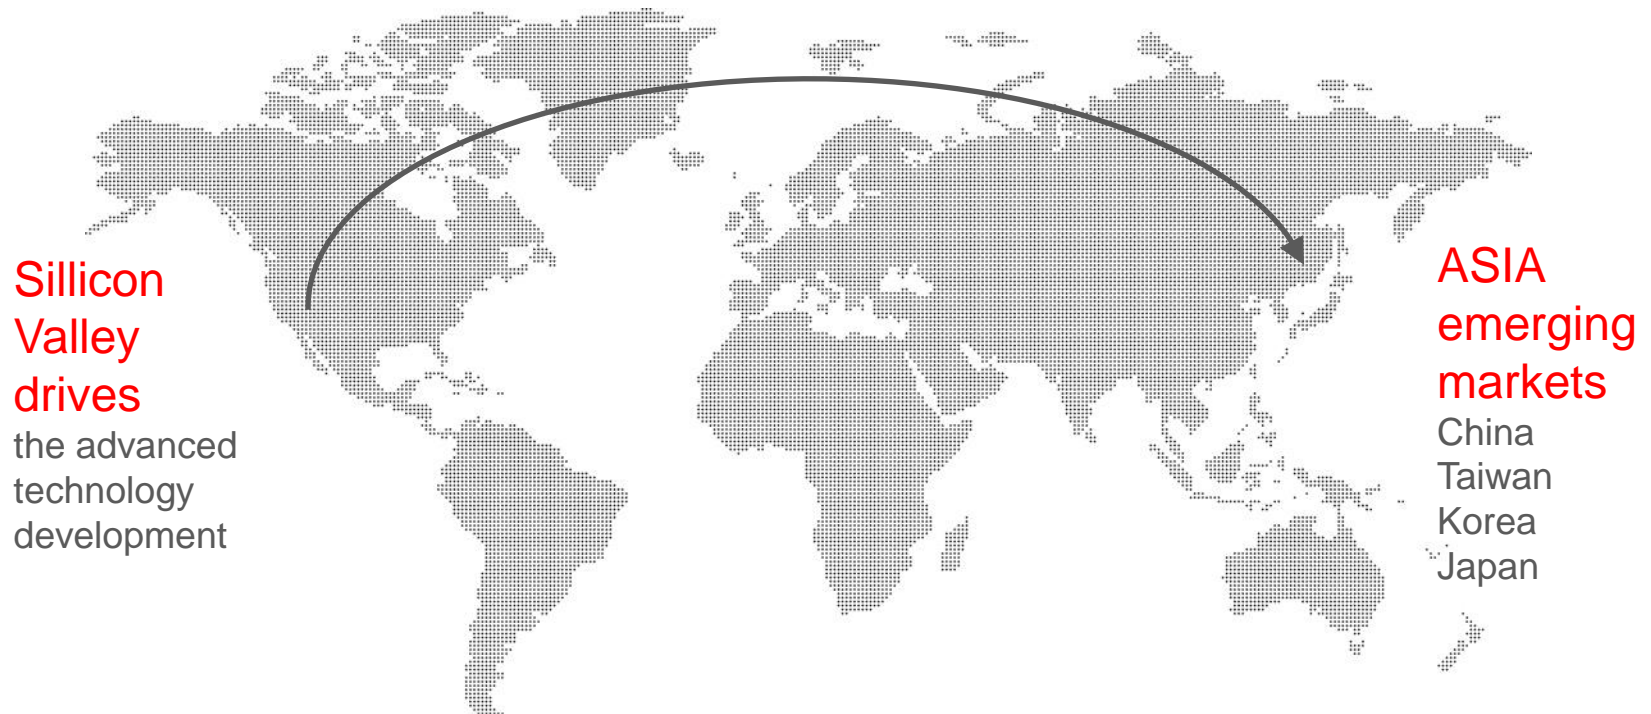 Sillicon
Valley
drives
the advanced
technology
development
ASIA
emerging
markets
China
Taiwan
Korea
Japan